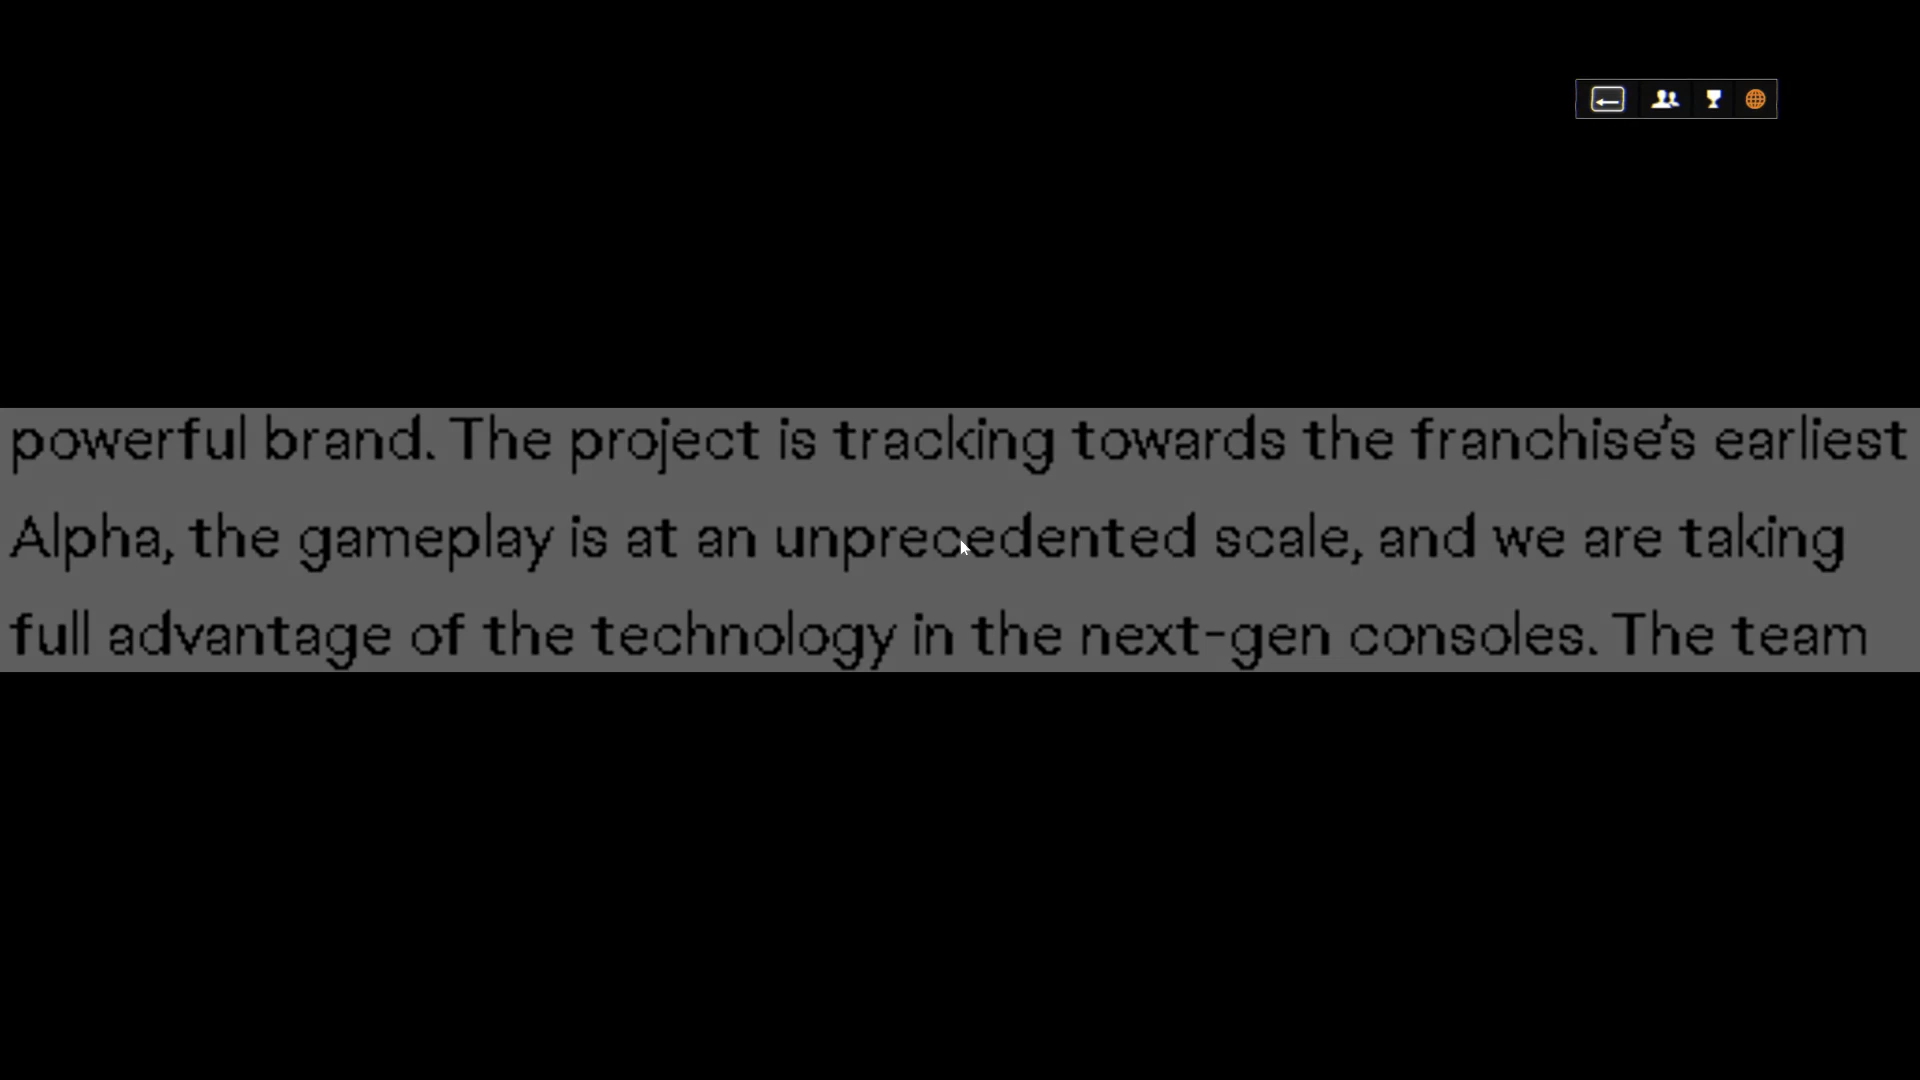 powerful brand. The project is tracking towards the franchise's earliest
Alpha, the gameplay is at an unprecedented scale, and we are taking
full advantage of the technology in the next-gen consoles. The team